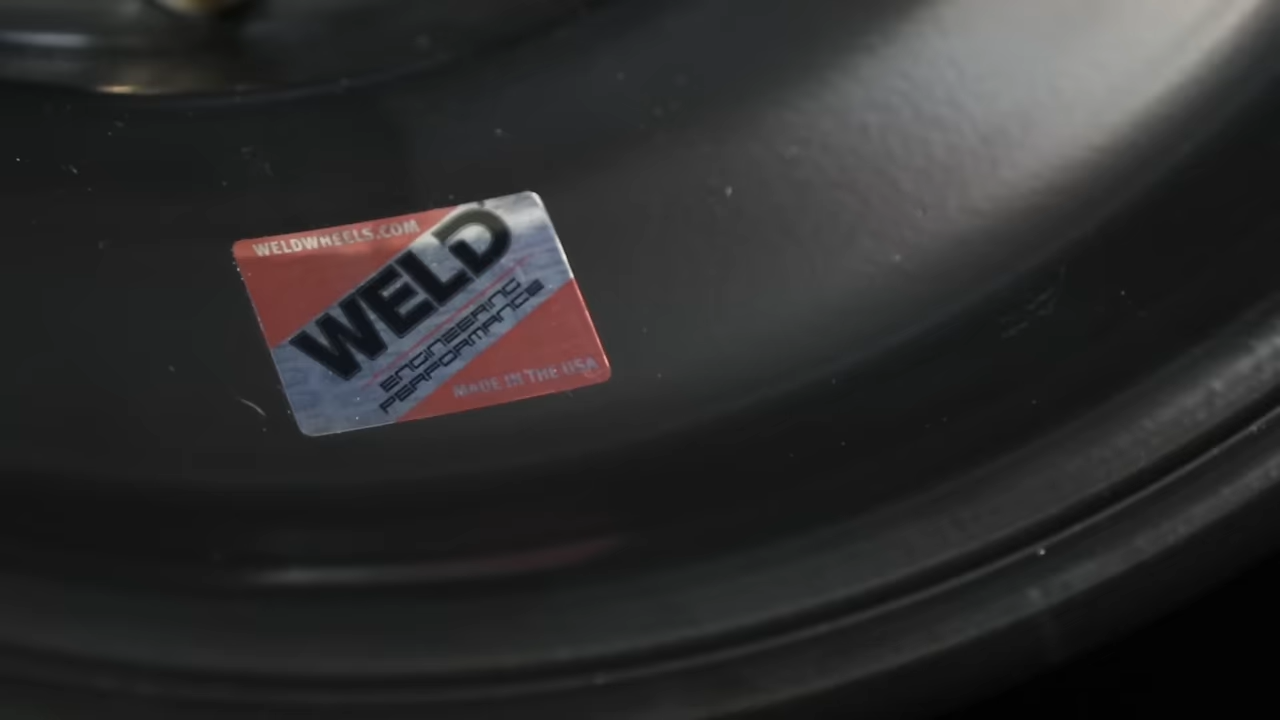 WELDWHEELS.COM
WELD
ENGINEERING
PERFORMANCE
MADE IN THE USA